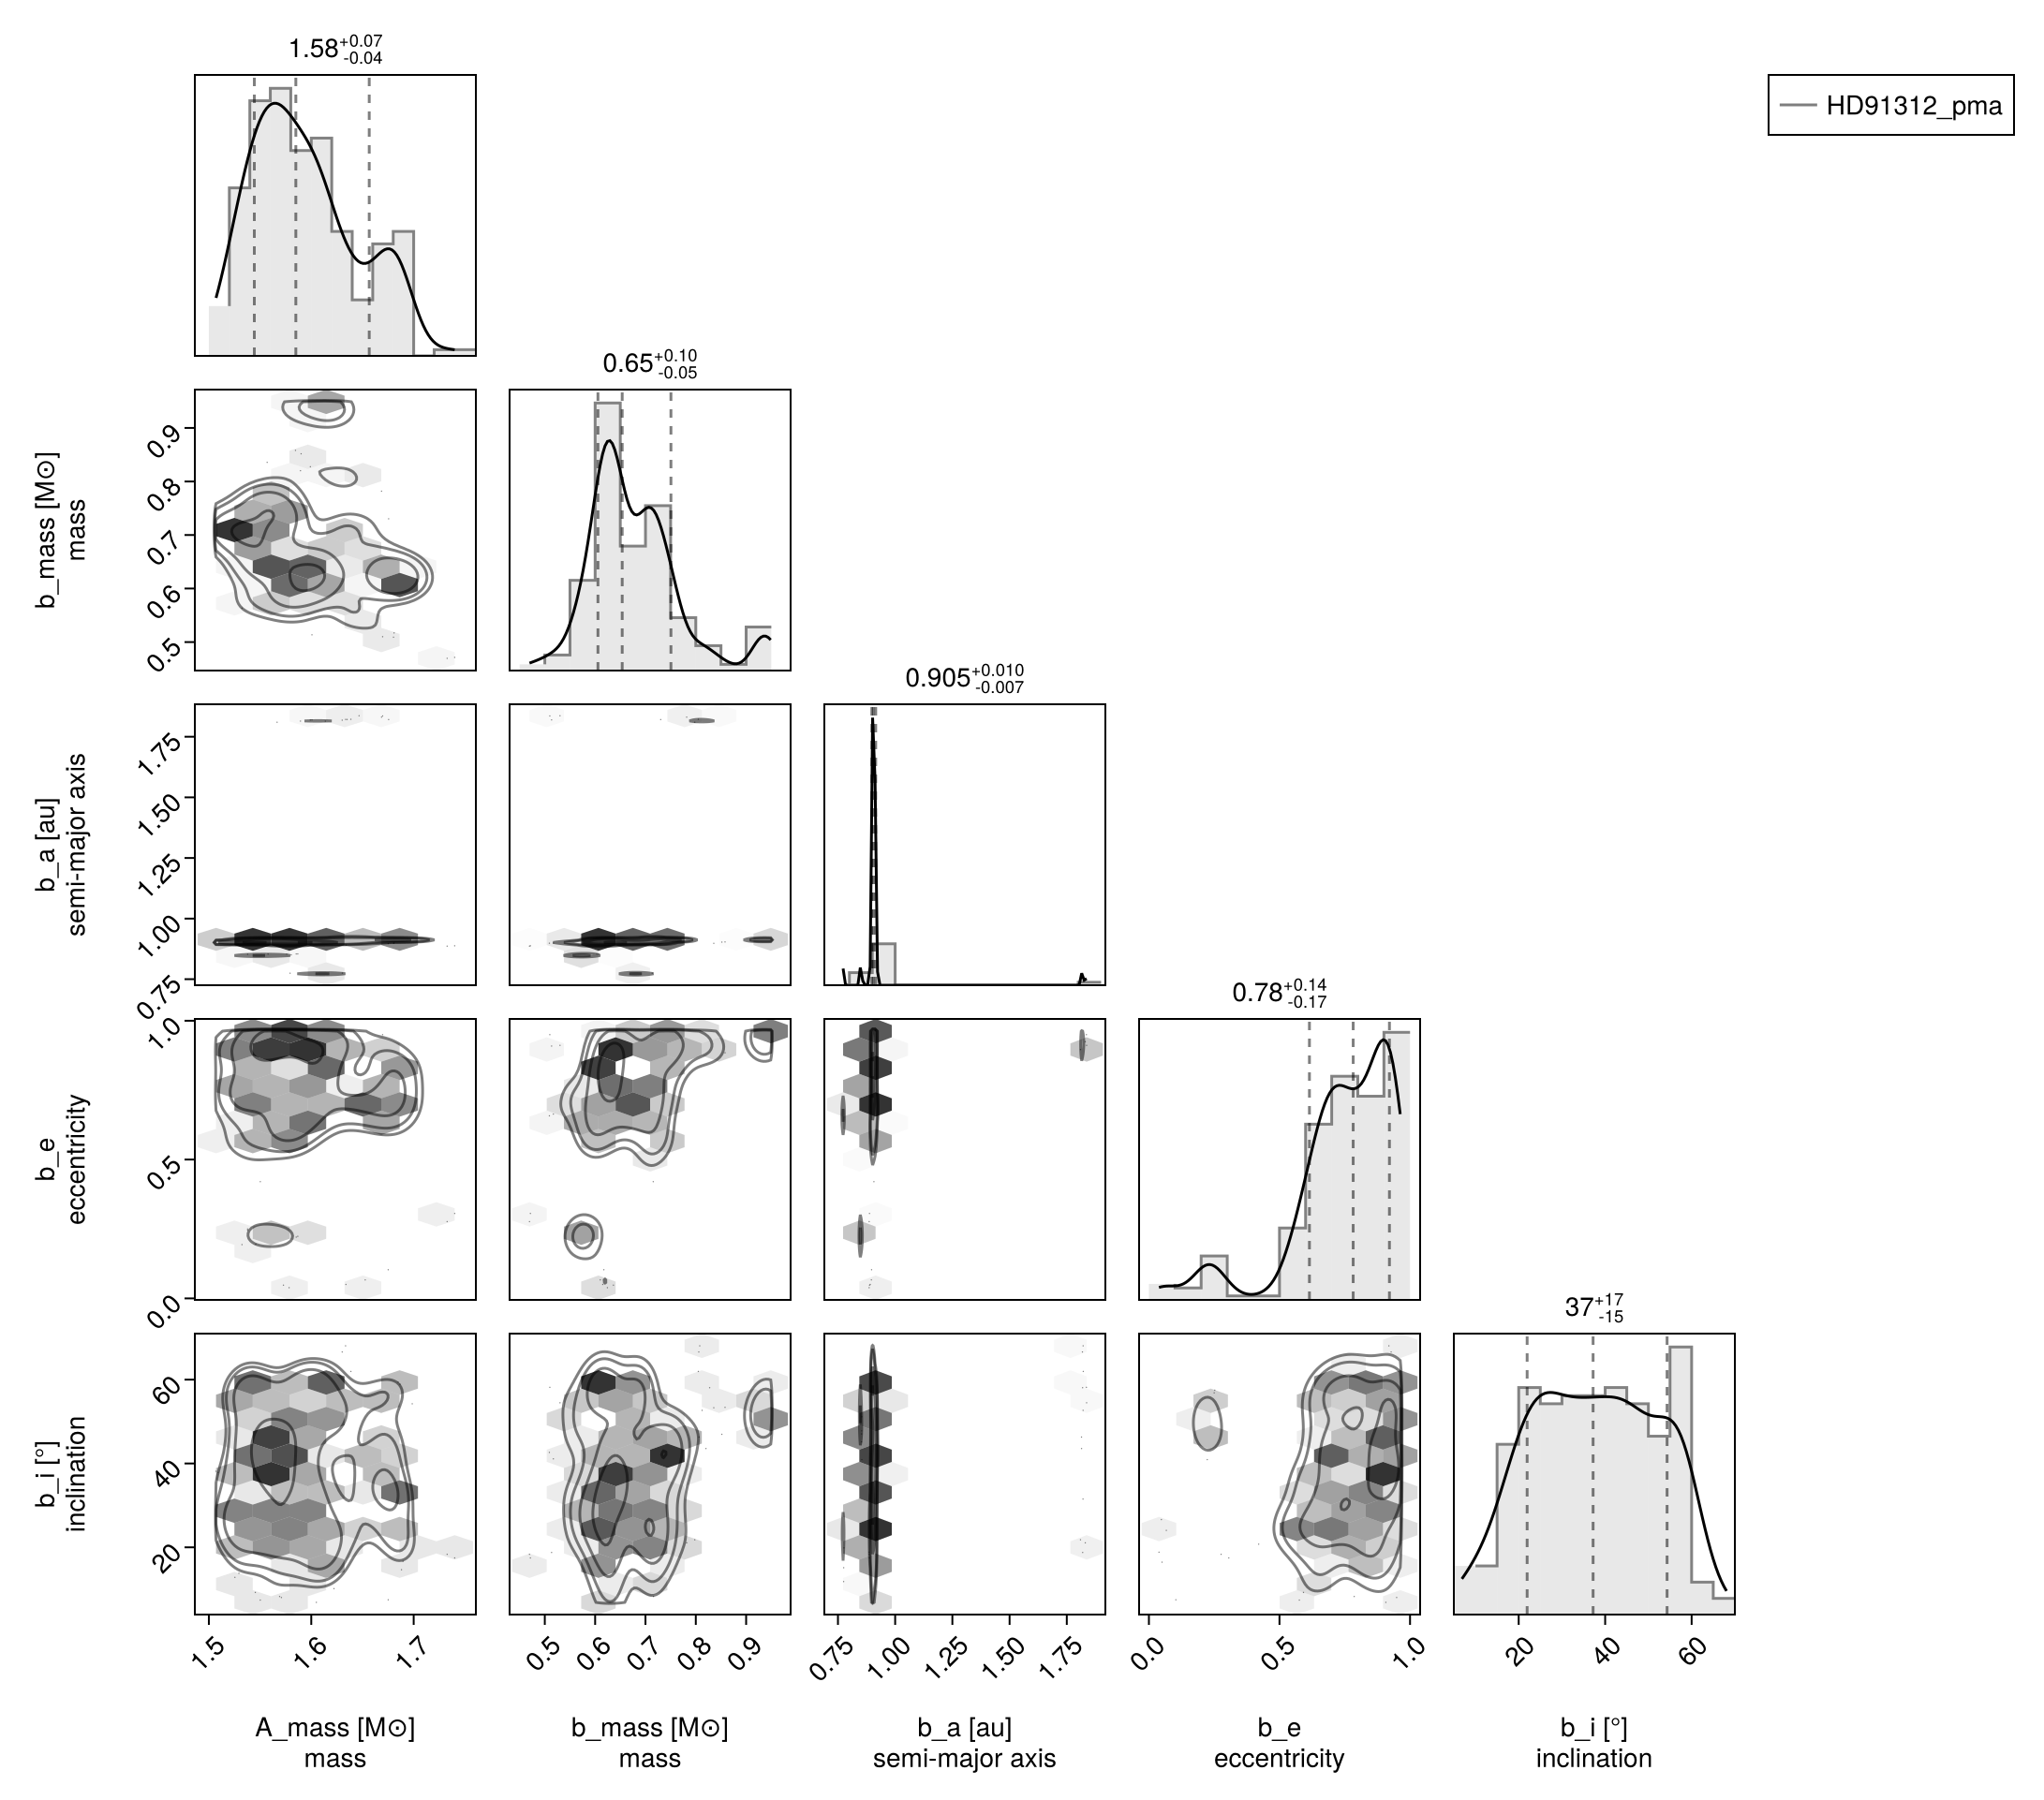 1.58+0.07-0.04
HD91312_pma
0.65+0.10-0.05
0.9
0.8
0.7
0.6
0.5
b_mass [M⊙]
mass
0.905+0.010-0.007
1.75
1.50
1.25
1.00
0.75
b_a [au]
semi-major axis
0.78+0.14-0.17
1.0
0.5
0.0
b_e
eccentricity
37+17-15
60
40
20
b_i [°]
inclination
1.5 1.6 1.7 0.5 0.6 0.7 0.8 0.9 0.75 1.00 1.25 1.50 1.75 0.0 0.5 1.0 20 40 60
A_mass [M⊙] b_mass [M⊙] b_a [au] b_e b_i [°]
mass mass semi-major axis eccentricity inclination